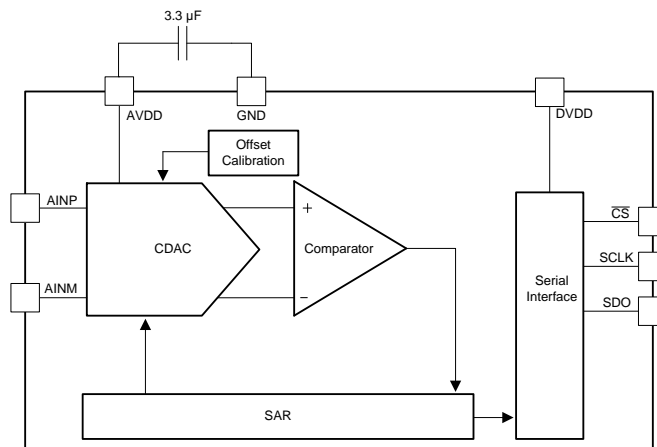 3.3 µF
AVDD
GND
DVDD
Offset
Calibration
AINP
CDAC
+
Comparator
CS
SCLK
Serial
Interface
AINM
−
SDO
SAR